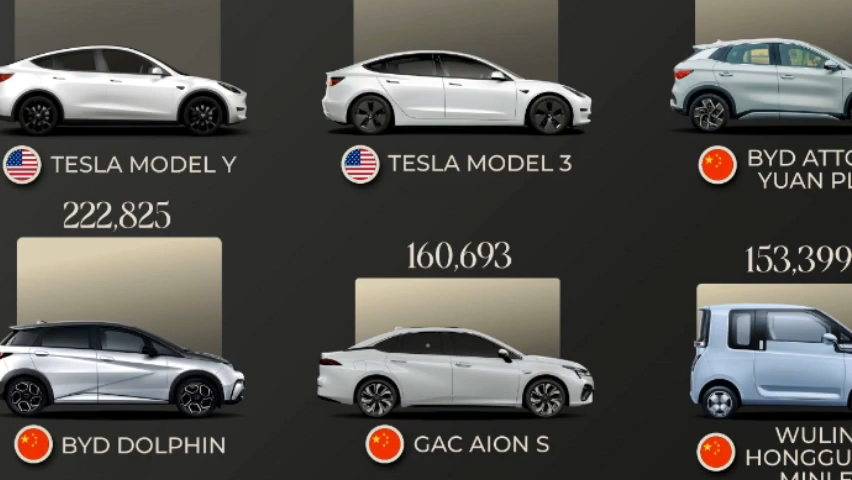 TESLA MODEL Y
TESLA MODEL 3
BYD ATTO
YUAN PL
222,825
160,693
153,399
BYD DOLPHIN
GAC AION S
WULIN
HONGGU
MINI E